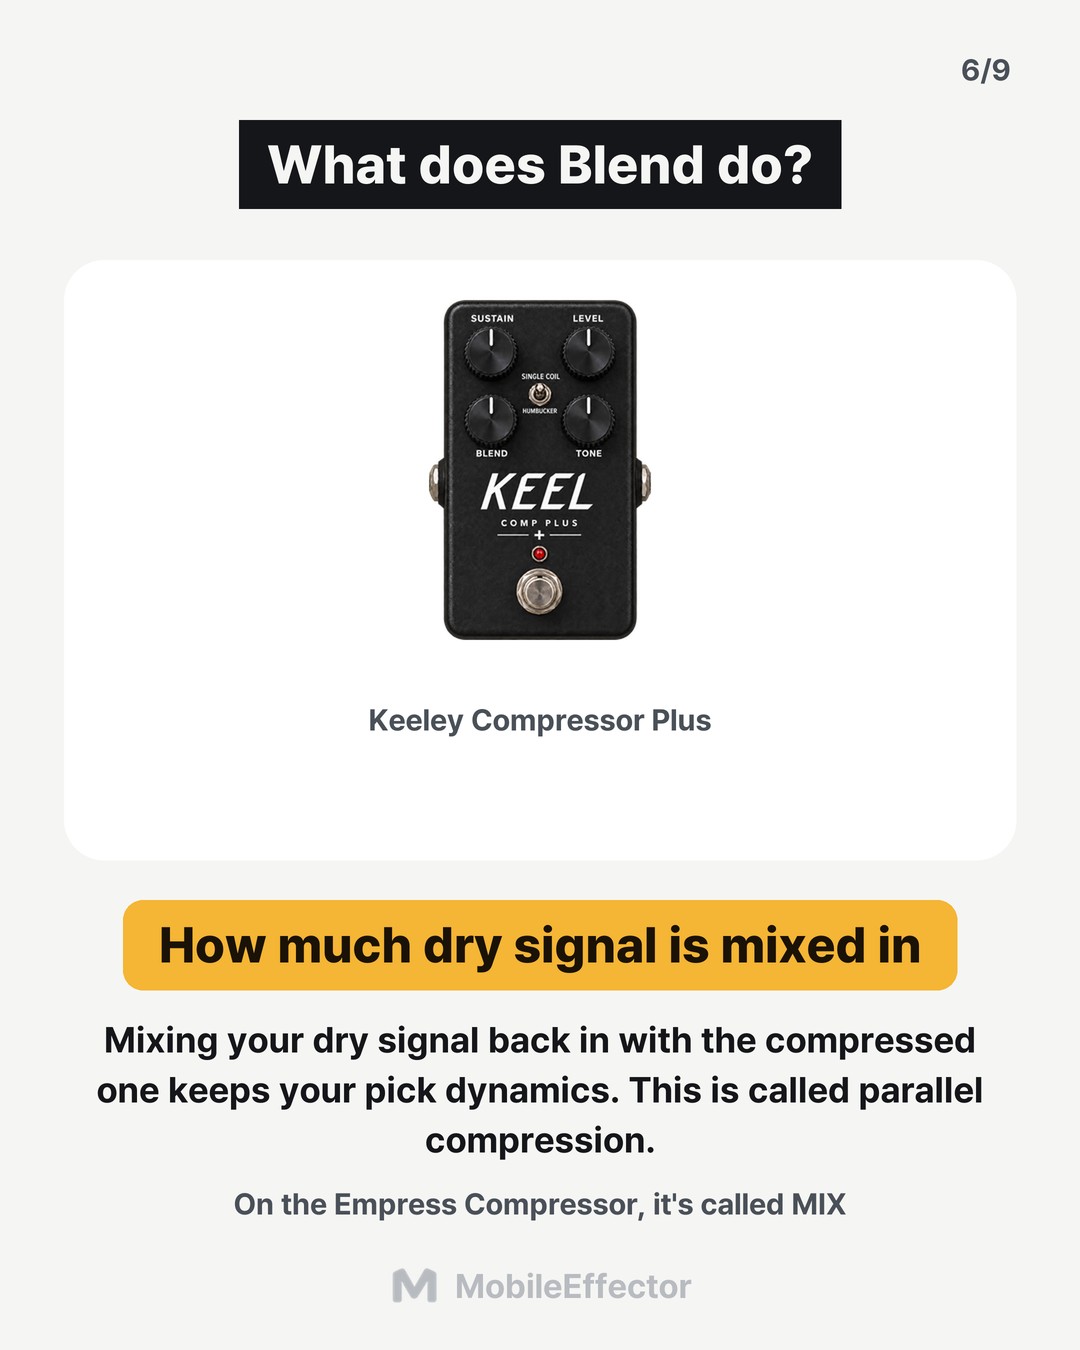 6/9
What does Blend do?
SUSTAIN LEVEL
SINGLE COIL
HUMBUCKER
BLEND TONE
KEEL
COMP PLUS
+
Keeley Compressor Plus
How much dry signal is mixed in
Mixing your dry signal back in with the compressed
one keeps your pick dynamics. This is called parallel
compression.
On the Empress Compressor, it's called MIX
M MobileEffector